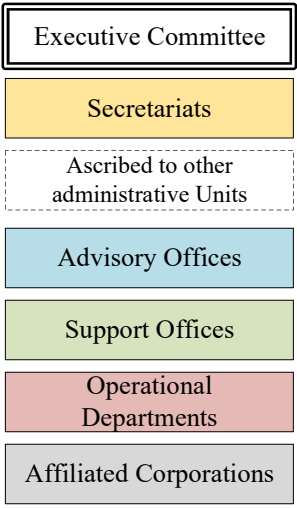 Executive Committee
Secretariats
Ascribed to other
administrative Units
Advisory Offices
Support Offices
Operational
Departments
Affiliated Corporations